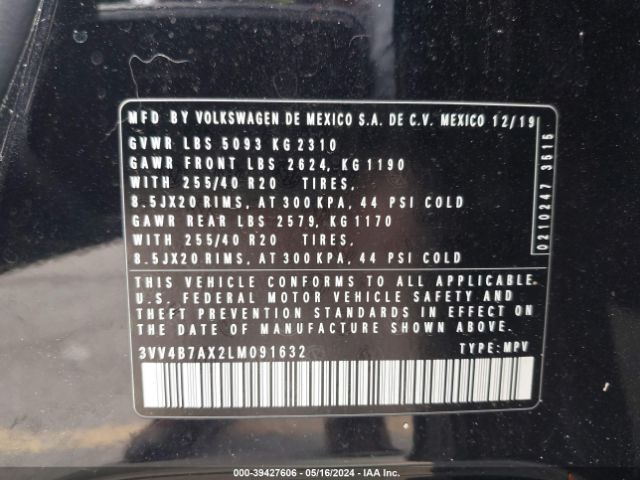 MFD BY VOLKSWAGEN DE MEXICO S.A. DE C.V. MEXICO 12/19
GVWR LBS 5093 KG 2310
GAWR FRONT LBS 2624, KG 1190
WITH 255/40 R20 TIRES,
8.5JX20 RIMS, AT 300 KPA, 44 PSI COLD
GAWR REAR LBS 2579, KG 1170
WITH 255/40 R20 TIRES,
8.5JX20 RIMS, AT 300 KPA, 44 PSI COLD
THIS VEHICLE CONFORMS TO ALL APPLICABLE
U.S. FEDERAL MOTOR VEHICLE SAFETY AND
THEFT PREVENTION STANDARDS IN EFFECT ON
THE DATE OF MANUFACTURE SHOWN ABOVE.
3VV4B7AX2LM091632 TYPE: MPV
0210247 3515
000-39427606 - 05/16/2024 - IAA Inc.